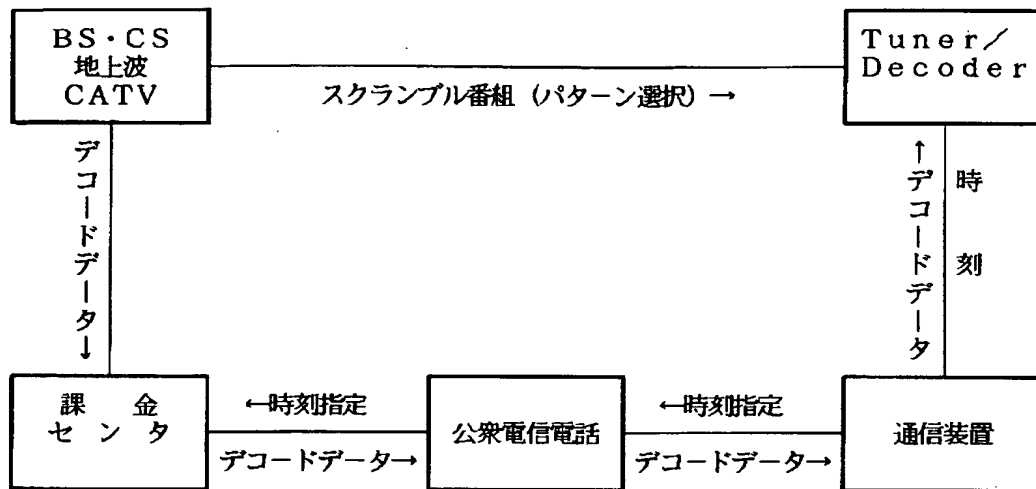 BS・CS
地上波
CATV
Tuner／
Decoder
スクランブル番組（パターン選択）→
デコードデータ↓
↑デコードデータ
時刻
課金
センタ
←時刻指定
デコードデータ→
公衆電信電話
←時刻指定
デコードデータ→
通信装置